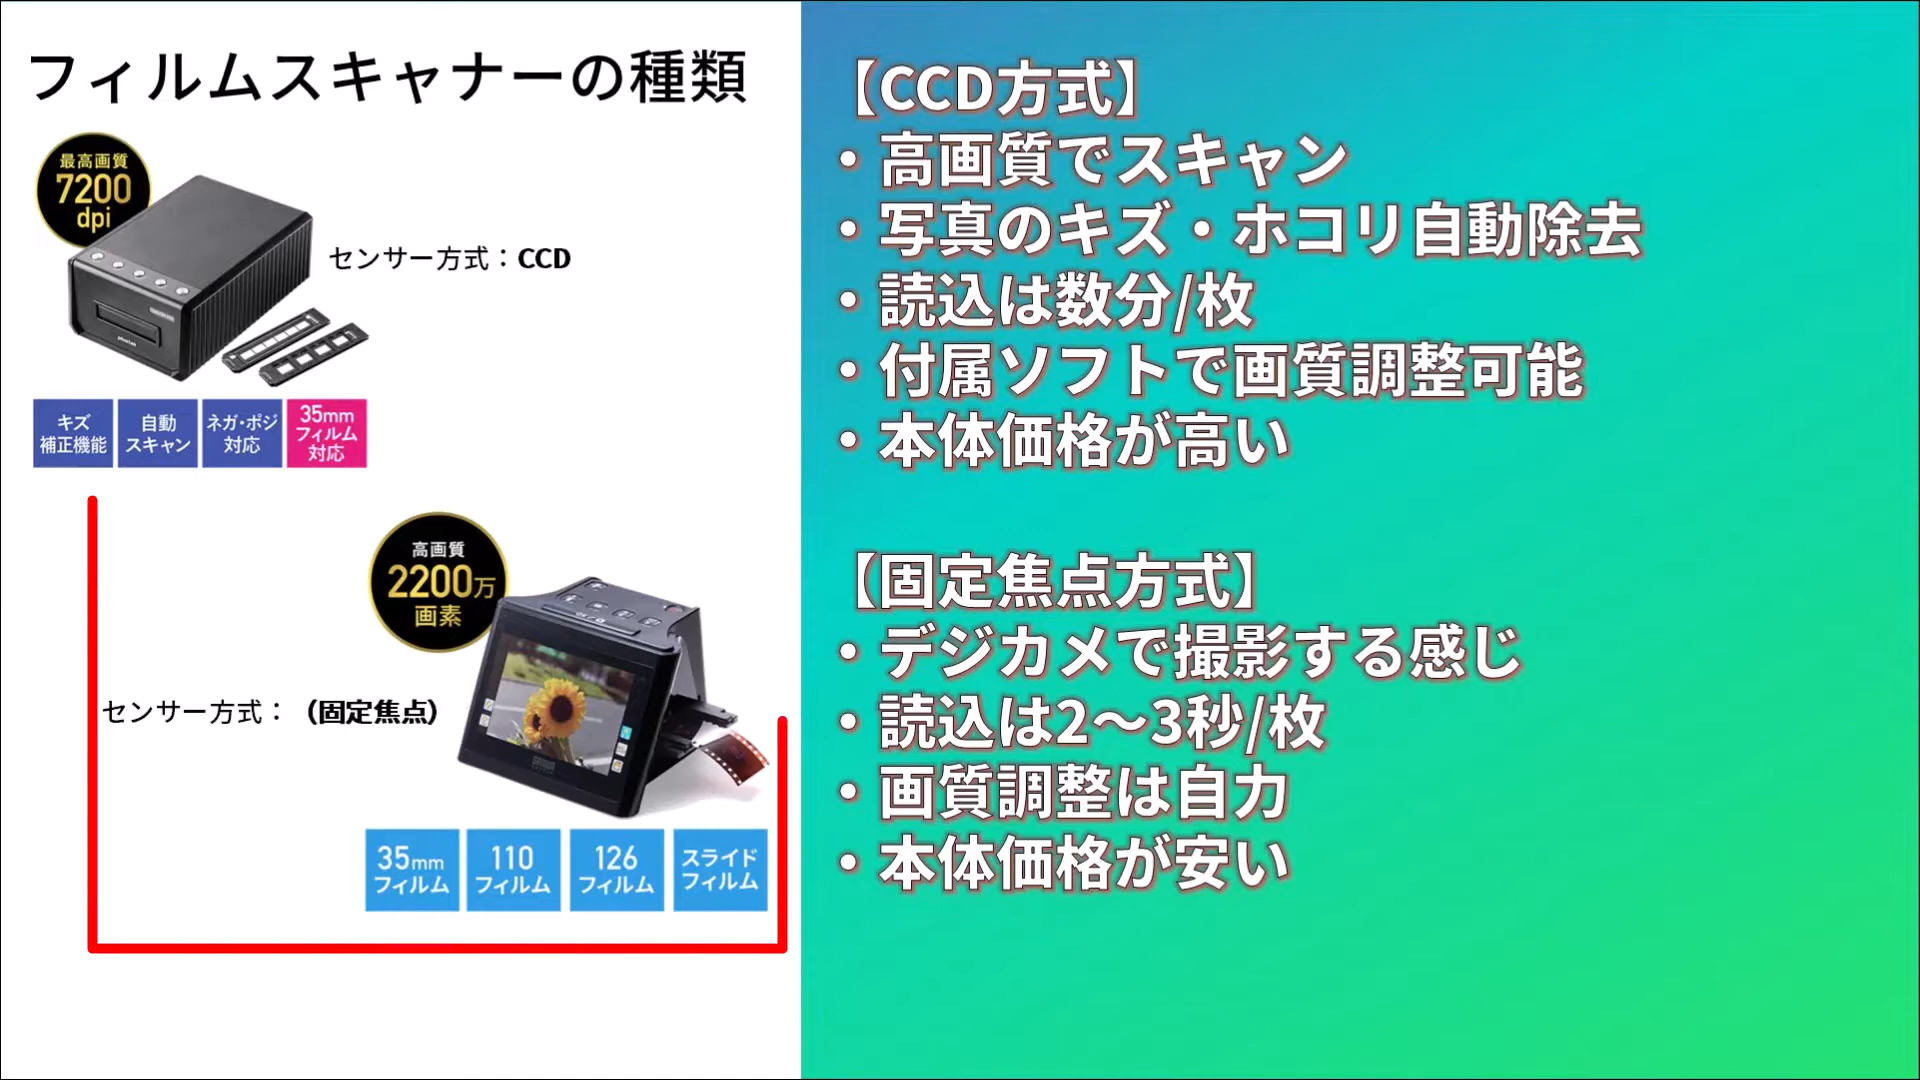 フィルムスキャナーの種類
最高画質
7200
dpi
センサー方式：CCD
キズ
補正機能
自動
スキャン
ネガ・ポジ
対応
35mm
フィルム
対応
高画質
2200万
画素
センサー方式：（固定焦点）
35mm
フィルム
110
フィルム
126
フィルム
スライド
フィルム
【CCD方式】
・高画質でスキャン
・写真のキズ・ホコリ自動除去
・読込は数分/枚
・付属ソフトで画質調整可能
・本体価格が高い
【固定焦点方式】
・デジカメで撮影する感じ
・読込は2～3秒/枚
・画質調整は自力
・本体価格が安い